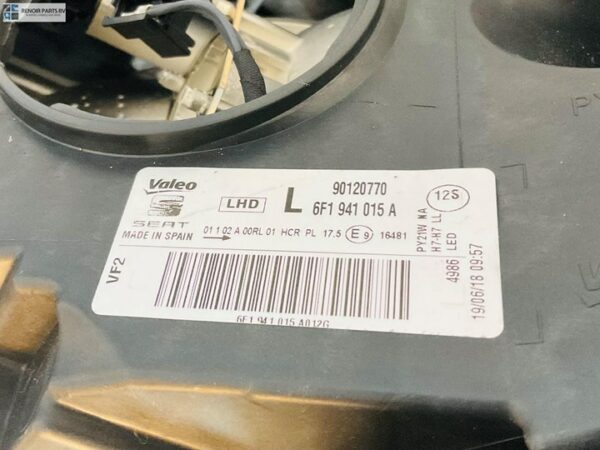 RENOIR PARTS BV
Valeo
LHD
L
90120770
6F1 941 015 A
12S
SEAT
MADE IN SPAIN
01 1 02 A 00RL 01 HCR PL 17.5 E9 16481
PY21W NA
H7-H7 LL
LED
4986
19/06/18 09:57
VF2
6F1 941 015 A012G
PY